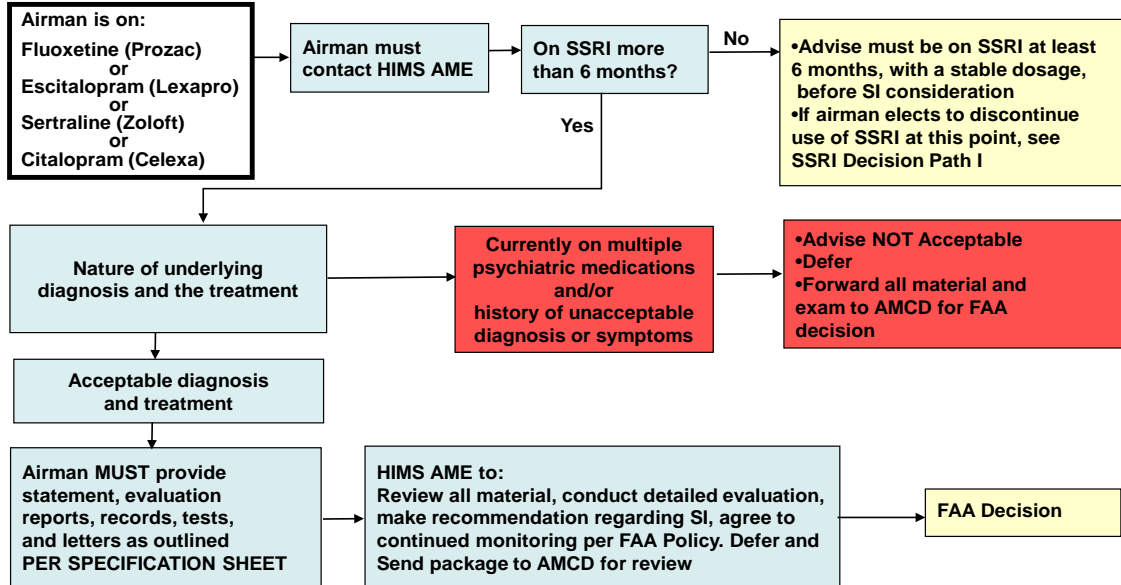 Airman is on:
Fluoxetine (Prozac)
or
Escitalopram (Lexapro)
or
Sertraline (Zoloft)
or
Citalopram (Celexa)
Airman must
contact HIMS AME
On SSRI more
than 6 months?
No
•Advise must be on SSRI at least
6 months, with a stable dosage,
before SI consideration
•If airman elects to discontinue
use of SSRI at this point, see
SSRI Decision Path I
Yes
Nature of underlying
diagnosis and the treatment
Currently on multiple
psychiatric medications
and/or
history of unacceptable
diagnosis or symptoms
•Advise NOT Acceptable
•Defer
•Forward all material and
exam to AMCD for FAA
decision
Acceptable diagnosis
and treatment
Airman MUST provide
statement, evaluation
reports, records, tests,
and letters as outlined
PER SPECIFICATION SHEET
HIMS AME to:
Review all material, conduct detailed evaluation,
make recommendation regarding SI, agree to
continued monitoring per FAA Policy. Defer and
Send package to AMCD for review
FAA Decision